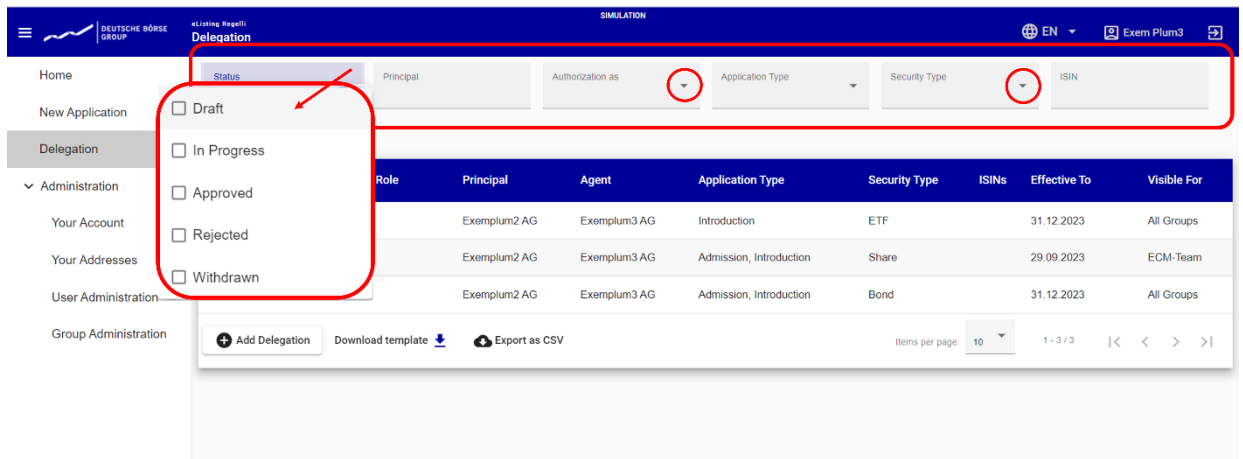 SIMULATION
DEUTSCHE BÖRSE
GROUP
eListing Rogelli
Delegation
EN
Exem Plum3
Home
New Application
Delegation
Administration
Your Account
Your Addresses
User Administration
Group Administration
Status Principal Authorization as Application Type Security Type ISIN
Draft
In Progress
Approved
Rejected
Withdrawn
Role Principal Agent Application Type Security Type ISINs Effective To Visible For
Exemplum2 AG Exemplum3 AG Introduction ETF 31.12.2023 All Groups
Exemplum2 AG Exemplum3 AG Admission, Introduction Share 29.09.2023 ECM-Team
Exemplum2 AG Exemplum3 AG Admission, Introduction Bond 31.12.2023 All Groups
Add Delegation Download template Export as CSV Items per page: 10 1 - 3 / 3